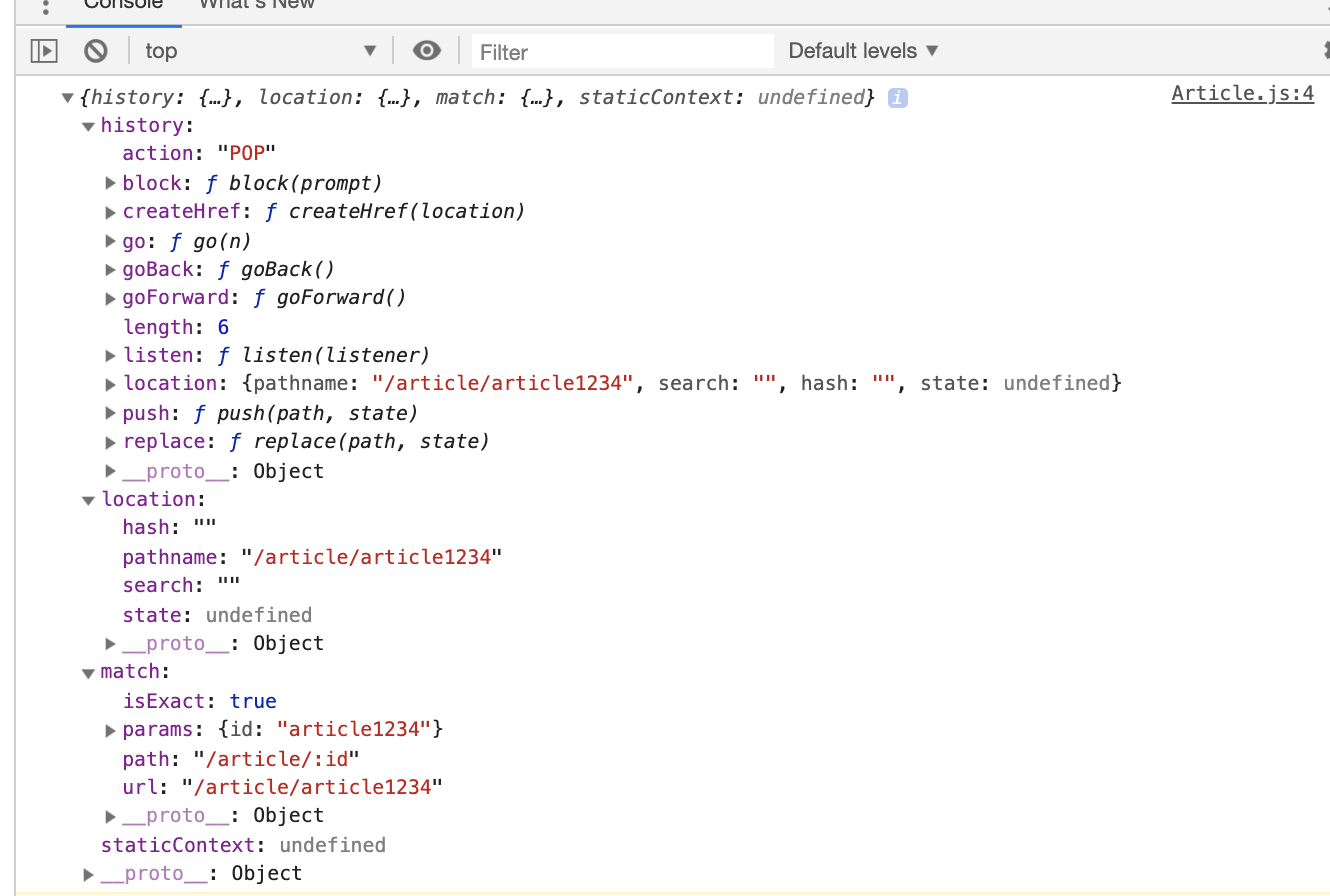 Console What's New
top Filter Default levels
{history: {…}, location: {…}, match: {…}, staticContext: undefined} i Article.js:4
history:
action: "POP"
block: ƒ block(prompt)
createHref: ƒ createHref(location)
go: ƒ go(n)
goBack: ƒ goBack()
goForward: ƒ goForward()
length: 6
listen: ƒ listen(listener)
location: {pathname: "/article/article1234", search: "", hash: "", state: undefined}
push: ƒ push(path, state)
replace: ƒ replace(path, state)
__proto__: Object
location:
hash: ""
pathname: "/article/article1234"
search: ""
state: undefined
__proto__: Object
match:
isExact: true
params: {id: "article1234"}
path: "/article/:id"
url: "/article/article1234"
__proto__: Object
staticContext: undefined
__proto__: Object